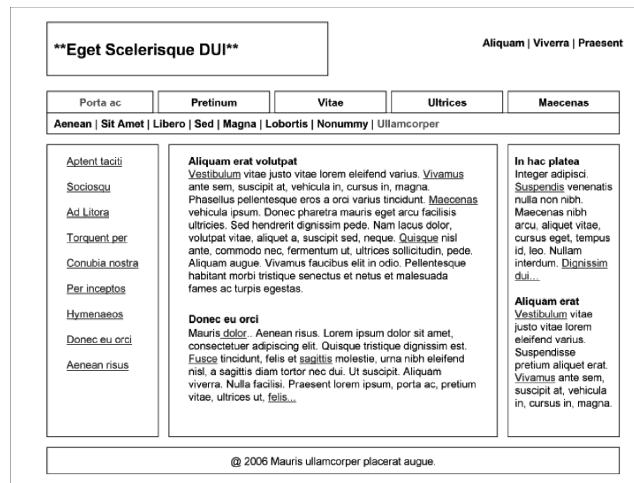 **Eget Scelerisque DUI**
Aliquam | Viverra | Praesent
Porta ac
Pretinum
Vitae
Ultrices
Maecenas
Aenean | Sit Amet | Libero | Sed | Magna | Lobortis | Nonummy | Ullamcorper
Aptent taciti
Sociosqu
Ad Litora
Torquent per
Conubia nostra
Per inceptos
Hymenaeos
Donec eu orci
Aenean risus
Aliquam erat volutpat
Vestibulum vitae justo vitae lorem eleifend varius. Vivamus
ante sem, suscipit at, vehicula in, cursus in, magna.
Phasellus pellentesque eros a orci varius tincidunt. Maecenas
vehicula ipsum. Donec pharetra mauris eget arcu facilisis
ultricies. Sed hendrerit dignissim pede. Nam lacus dolor,
volutpat vitae, aliquet a, suscipit sed, neque. Quisque nisl
ante, commodo nec, fermentum ut, ultrices sollicitudin, pede.
Aliquam augue. Vivamus faucibus elit in odio. Pellentesque
habitant morbi tristique senectus et netus et malesuada
fames ac turpis egestas.
Donec eu orci
Mauris dolor.. Aenean risus. Lorem ipsum dolor sit amet,
consectetuer adipiscing elit. Quisque tristique dignissim est.
Fusce tincidunt, felis et sagittis molestie, urna nibh eleifend
nisl, a sagittis diam tortor nec dui. Ut suscipit. Aliquam
viverra. Nulla facilisi. Praesent lorem ipsum, porta ac, pretium
vitae, ultrices ut, felis...
In hac platea
Integer adipisci.
Suspendis venenatis
nulla non nibh.
Maecenas nibh
arcu, aliquet vitae,
cursus eget, tempus
id, leo. Nullam
interdum. Dignissim
dui...
Aliquam erat
Vestibulum vitae
justo vitae lorem
eleifend varius.
Suspendisse
pretium aliquet erat.
Vivamus ante sem,
suscipit at, vehicula
in, cursus in, magna.
@ 2006 Mauris ullamcorper placerat augue.